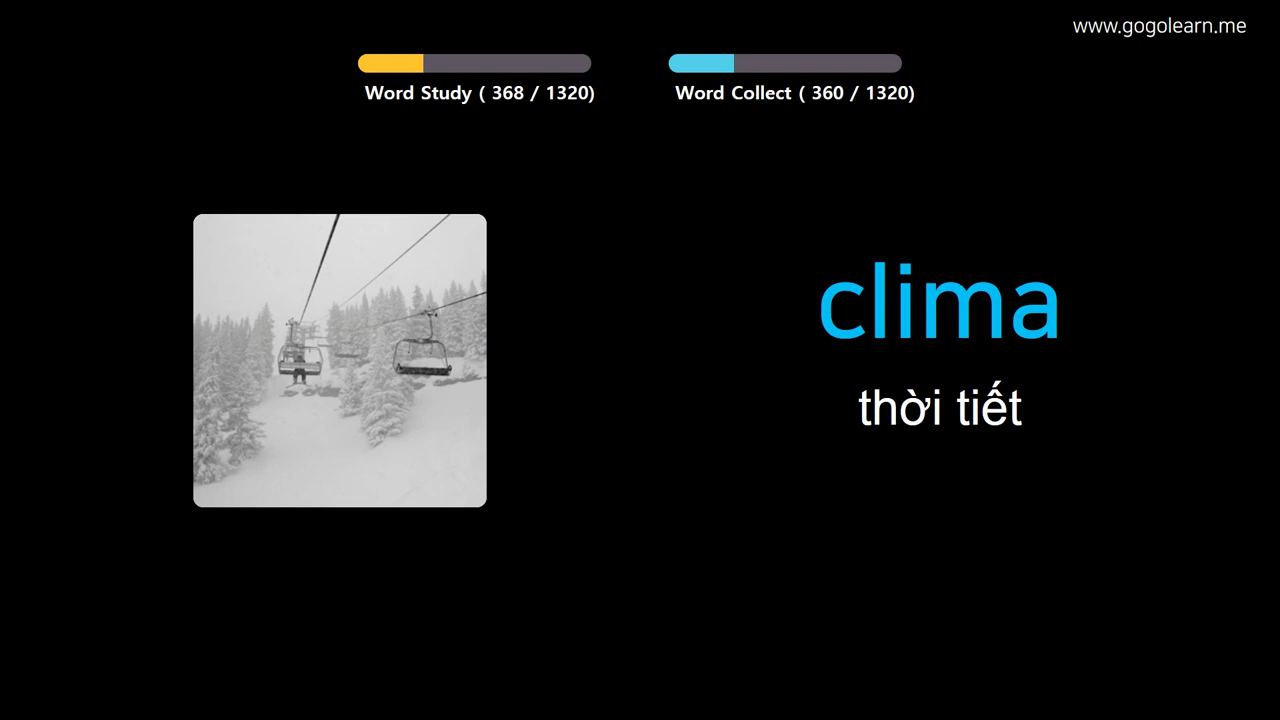 www.gogolearn.me
Word Study ( 368 / 1320)
Word Collect ( 360 / 1320)
clima
thời tiết